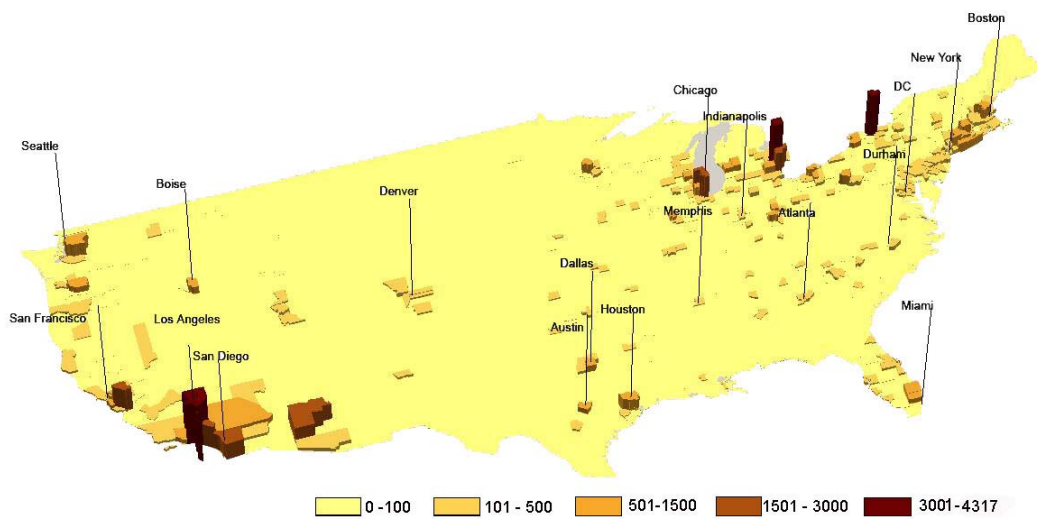 Boston
New York
DC
Chicago
Indianapolis
Seattle
Durham
Boise
Denver
Memphis
Atlanta
Dallas
San Francisco
Los Angeles
Houston
Miami
Austin
San Diego
0 -100
101 - 500
501-1500
1501 - 3000
3001-4317